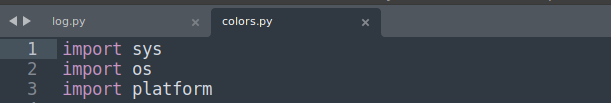 log.py × colors.py ×
1 import sys
2 import os
3 import platform